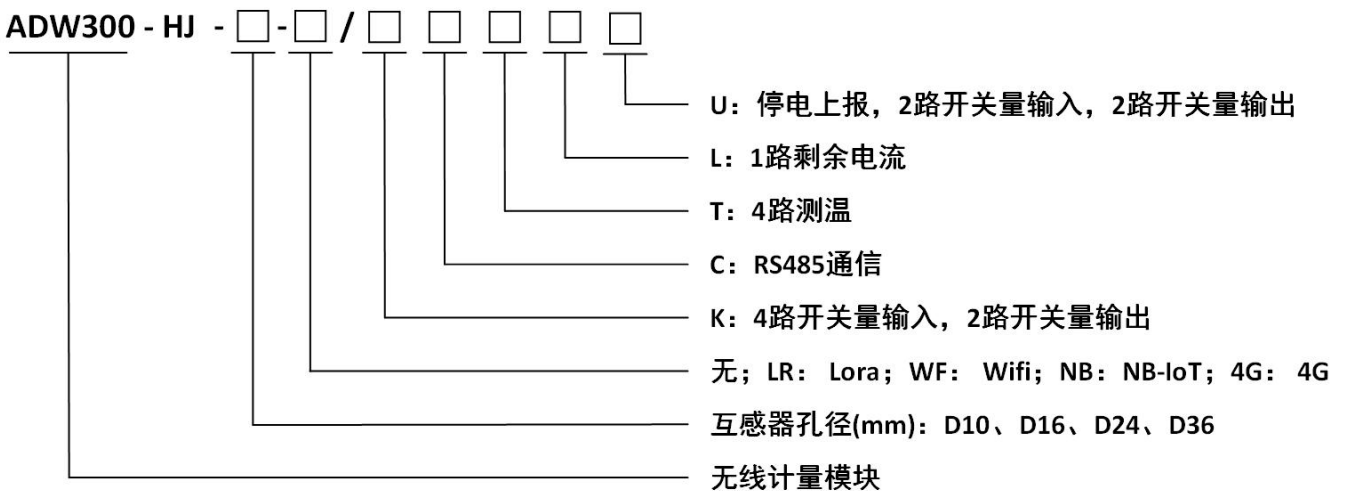 ADW300 - HJ - □ - □ / □ □ □ □ □
U：停电上报，2路开关量输入，2路开关量输出
L：1路剩余电流
T：4路测温
C：RS485通信
K：4路开关量输入，2路开关量输出
无；LR： Lora；WF： Wifi；NB：NB-IoT；4G： 4G
互感器孔径(mm)：D10、D16、D24、D36
无线计量模块